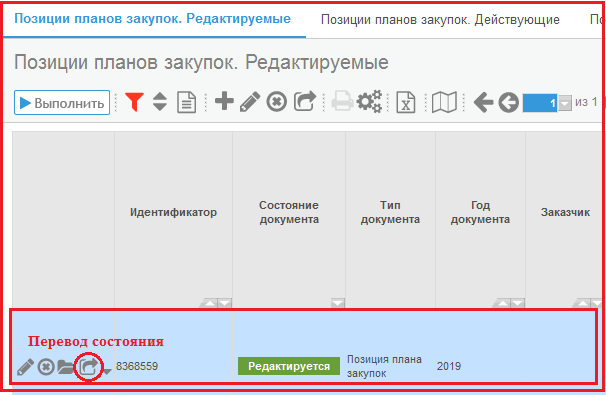 Позиции планов закупок. Редактируемые Позиции планов закупок. Действующие По
Позиции планов закупок. Редактируемые
Выполнить 1 из 1
Идентификатор Состояние документа Тип документа Год документа Заказчик
Перевод состояния
8368559 Редактируется Позиция плана закупок 2019